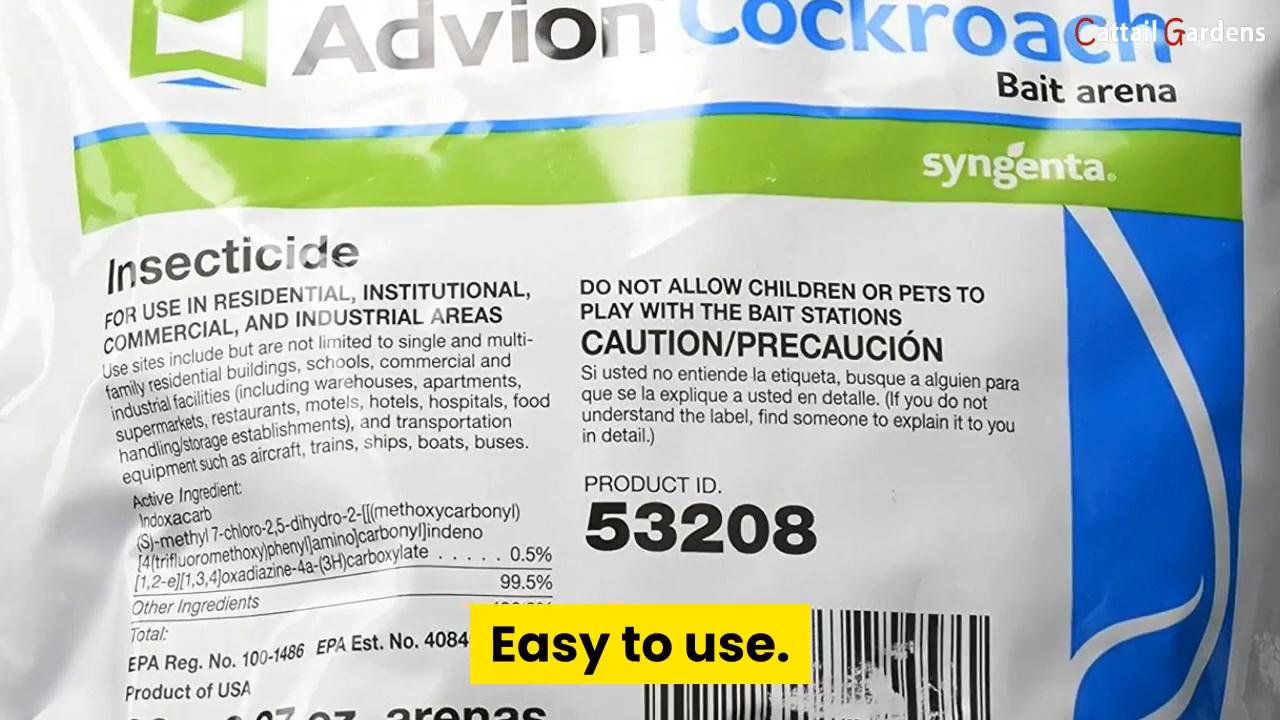 Advion Cockroach
Cattail Gardens
Bait arena
syngenta.
Insecticide
FOR USE IN RESIDENTIAL, INSTITUTIONAL,
COMMERCIAL, AND INDUSTRIAL AREAS
Use sites include but are not limited to single and multi-
family residential buildings, schools, commercial and
industrial facilities (including warehouses, apartments,
supermarkets, restaurants, motels, hotels, hospitals, food
handling/storage establishments), and transportation
equipment such as aircraft, trains, ships, boats, buses.
Active Ingredient:
Indoxacarb
(S)-methyl 7-chloro-2,5-dihydro-2-[[(methoxycarbonyl)
[4(trifluoromethoxy)phenyl]amino]carbonyl]indeno
[1,2-e][1,3,4]oxadiazine-4a-(3H)carboxylate . . . . . 0.5%
Other Ingredients 99.5%
Total:
EPA Reg. No. 100-1486 EPA Est. No. 4084
Product of USA
arenas
DO NOT ALLOW CHILDREN OR PETS TO
PLAY WITH THE BAIT STATIONS
CAUTION/PRECAUCIÓN
Si usted no entiende la etiqueta, busque a alguien para
que se la explique a usted en detalle. (If you do not
understand the label, find someone to explain it to you
in detail.)
PRODUCT ID.
53208
Easy to use.